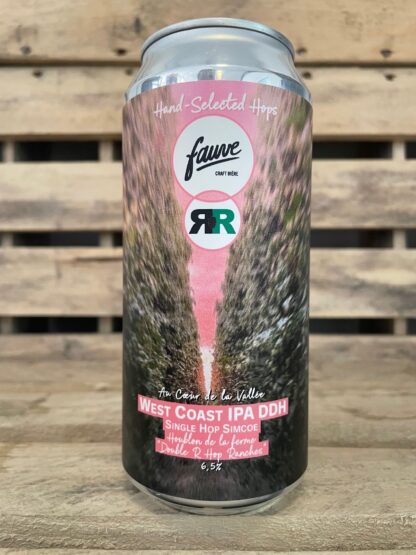 Hand-Selected Hops
fauve
CRAFT BIÈRE
RR
Au Cœur de la Vallée
WEST COAST IPA DDH
SINGLE HOP SIMCOE
Houblon de la ferme
"Double R Hop Ranches"
6,5%